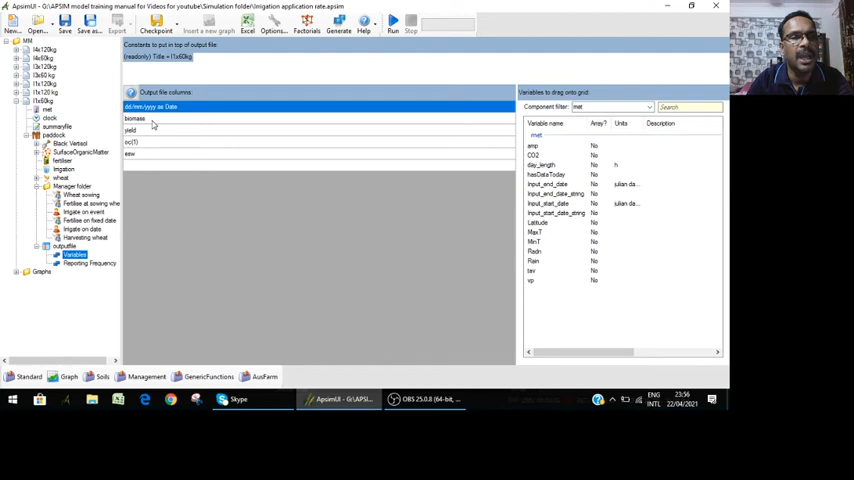 ApsimUI - G:\APSIM model training manual for Videos for youtube\Simulation folder\Irrigation application rate.apsim
New...
Open...
Save
Save as...
Export
Checkpoint
Insert a new graph
Excel
Options...
Factorials
Generate
Help
Run
Stop
MM
I4x120kg
I4x60kg
I3x120kg
I3x60 kg
I1x120kg
I1x120 kg
I1x60kg
met
clock
summaryfile
paddock
Black Vertisol
SurfaceOrganicMatter
fertiliser
Irrigation
wheat
Manager folder
Wheat sowing
Fertilise at sowing whe
Irrigate on event
Fertilise on fixed date
Irrigate on date
Harvesting wheat
outputfile
Variables
Reporting Frequency
Graphs
Constants to put in top of output file
(readonly) Title = I1x60kg
Output file columns:
dd/mm/yyyy as Date
biomass
yield
oc(1)
esw
Variables to drag onto grid:
Component filter:
met
Search
Variable name Array? Units Description
met
amp No
CO2 No
day_length No h
hasDataToday No
Input_end_date No julian da...
Input_end_date_string No
Input_start_date No julian da...
Input_start_date_string No
Latitude No
MaxT No
MinT No
Radn No
Rain No
tav No
vp No
Standard
Graph
Soils
Management
GenericFunctions
AusFarm
Skype
ApsimUI - G:\APSI...
OBS 25.0.8 (64-bit, ...
ENG
INTL
23:56
22/04/2021